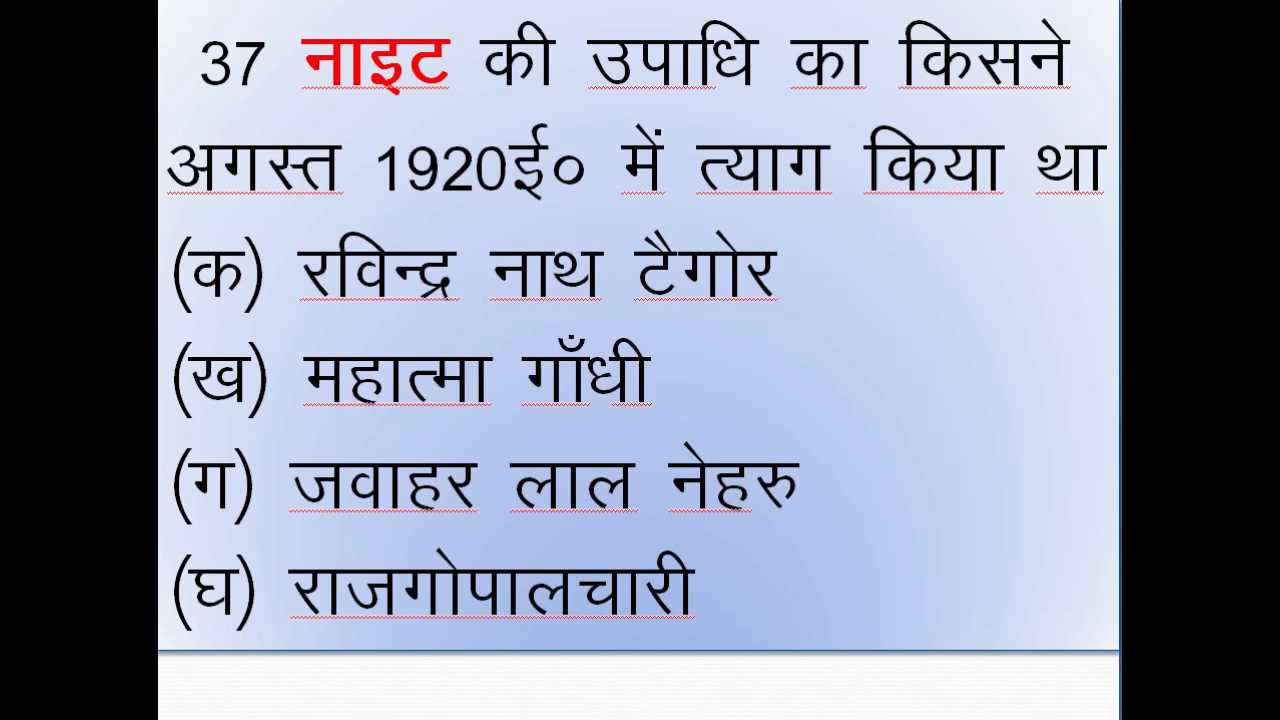 37 नाइट की उपाधि का किसने
अगस्त 1920ई० में त्याग किया था
(क) रविन्द्र नाथ टैगोर
(ख) महात्मा गाँधी
(ग) जवाहर लाल नेहरु
(घ) राजगोपालचारी